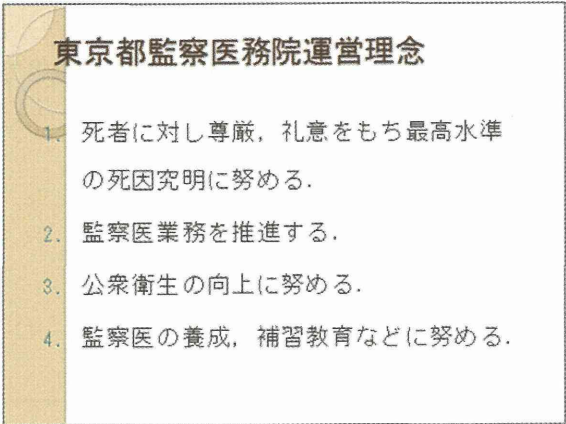 東京都監察医務院運営理念
1. 死者に対し尊厳，礼意をもち最高水準
の死因究明に努める．
2. 監察医業務を推進する．
3. 公衆衛生の向上に努める．
4. 監察医の養成，補習教育などに努める．